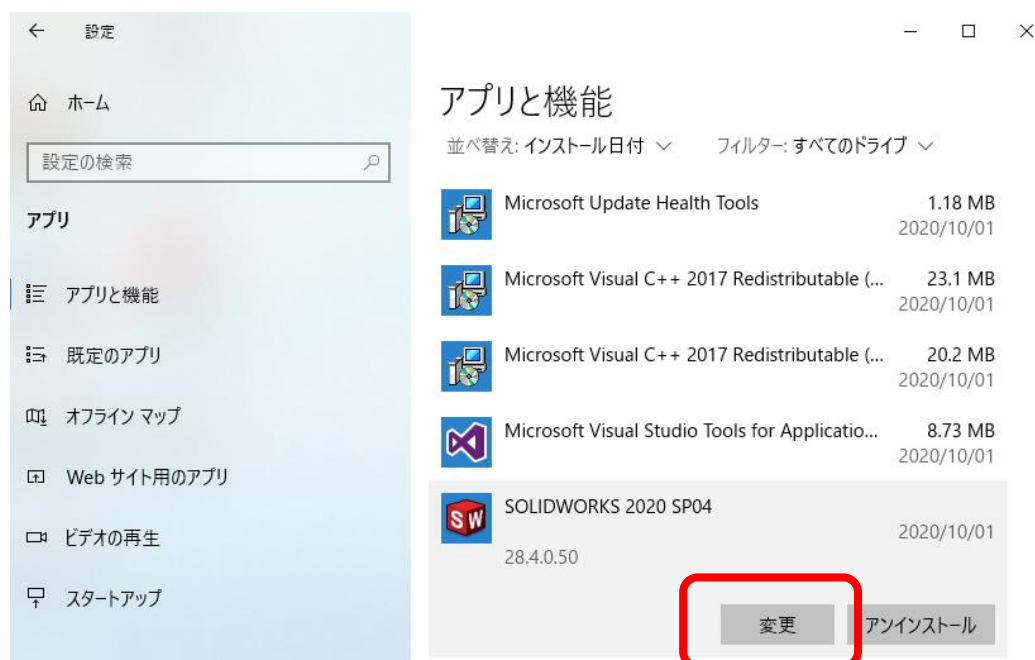 設定
ホーム
設定の検索
アプリ
アプリと機能
既定のアプリ
オフライン マップ
Web サイト用のアプリ
ビデオの再生
スタートアップ
アプリと機能
並べ替え: インストール日付 フィルター: すべてのドライブ
Microsoft Update Health Tools 1.18 MB
2020/10/01
Microsoft Visual C++ 2017 Redistributable (... 23.1 MB
2020/10/01
Microsoft Visual C++ 2017 Redistributable (... 20.2 MB
2020/10/01
Microsoft Visual Studio Tools for Applicatio... 8.73 MB
2020/10/01
SW
SOLIDWORKS 2020 SP04
2020/10/01
28.4.0.50
変更 アンインストール